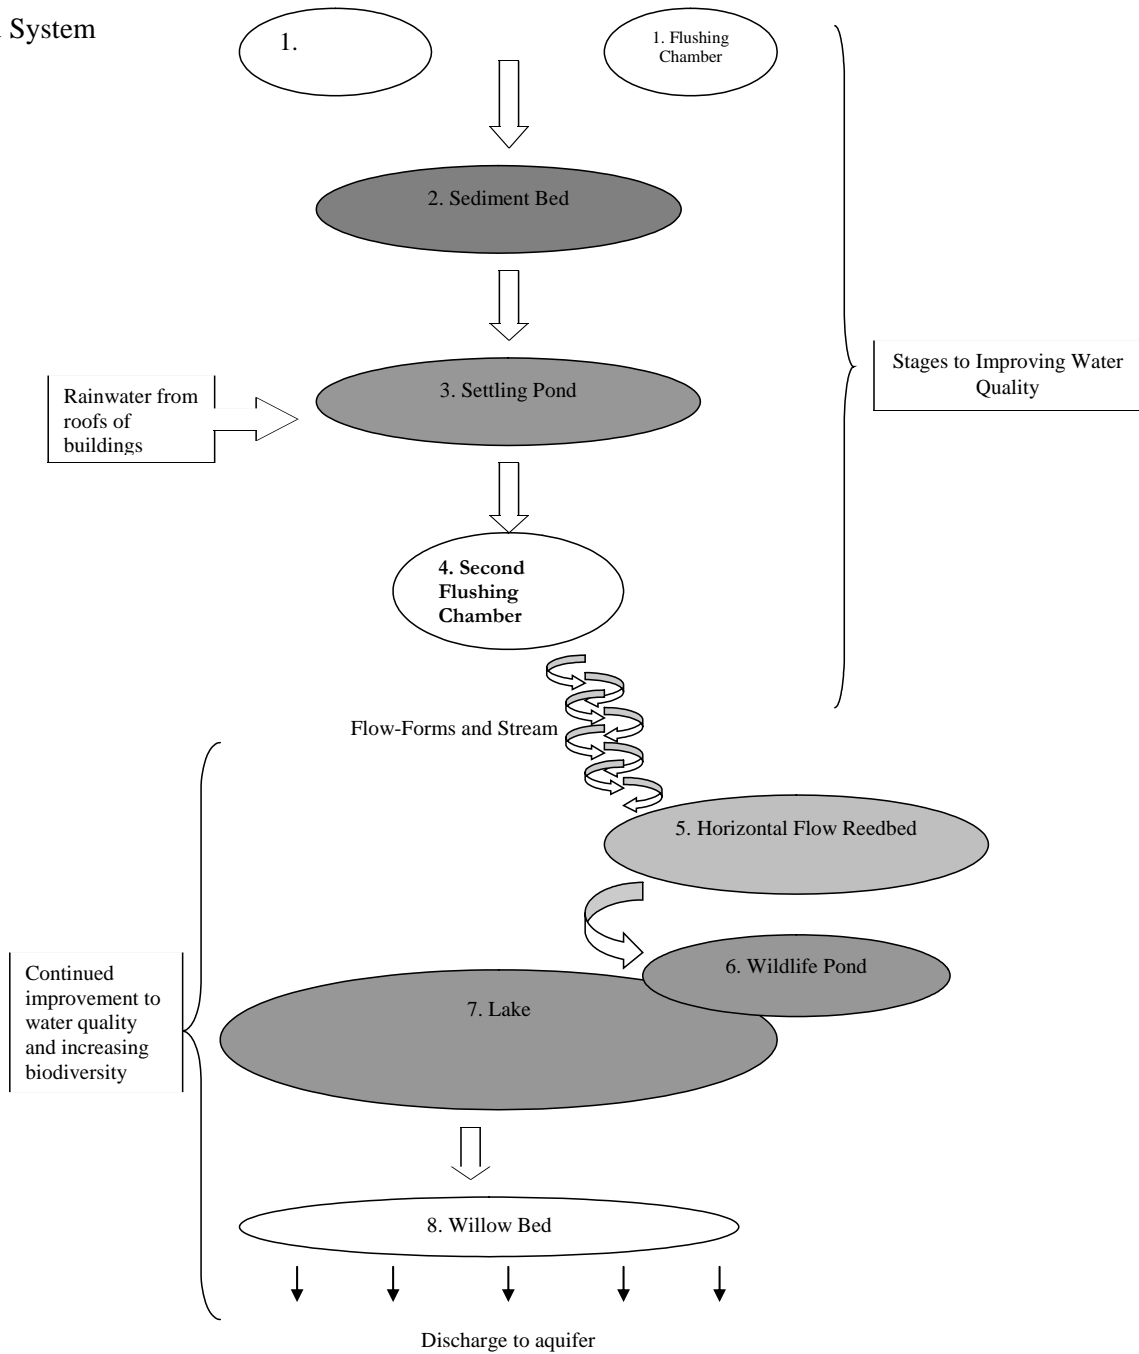 System
1.
1. Flushing
Chamber
2. Sediment Bed
3. Settling Pond
Rainwater from
roofs of
buildings
Stages to Improving Water
Quality
4. Second
Flushing
Chamber
Flow-Forms and Stream
5. Horizontal Flow Reedbed
6. Wildlife Pond
7. Lake
Continued
improvement to
water quality
and increasing
biodiversity
8. Willow Bed
Discharge to aquifer